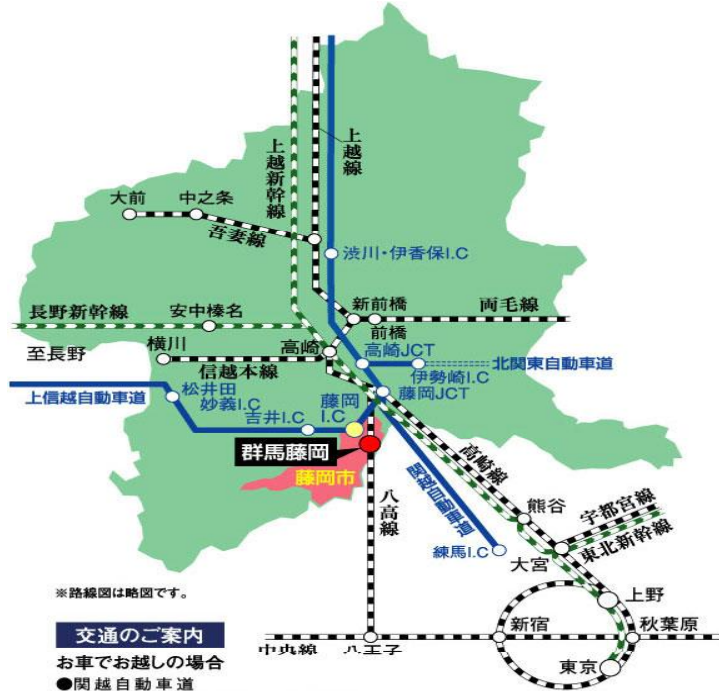 上越線
上越新幹線
大前
中之条
吾妻線
渋川・伊香保I.C
長野新幹線
安中榛名
新前橋
前橋
両毛線
至長野
横川
信越本線
高崎
高崎JCT
北関東自動車道
伊勢崎I.C
上信越自動車道
松井田
妙義I.C
吉井I.C
藤岡
I.C
藤岡JCT
群馬藤岡
藤岡市
高崎線
八高線
関越自動車道
熊谷
宇都宮線
東北新幹線
練馬I.C
大宮
上野
※路線図は略図です。
交通のご案内
中央線
八王子
新宿
秋葉原
東京
お車でお越しの場合
●関越自動車道